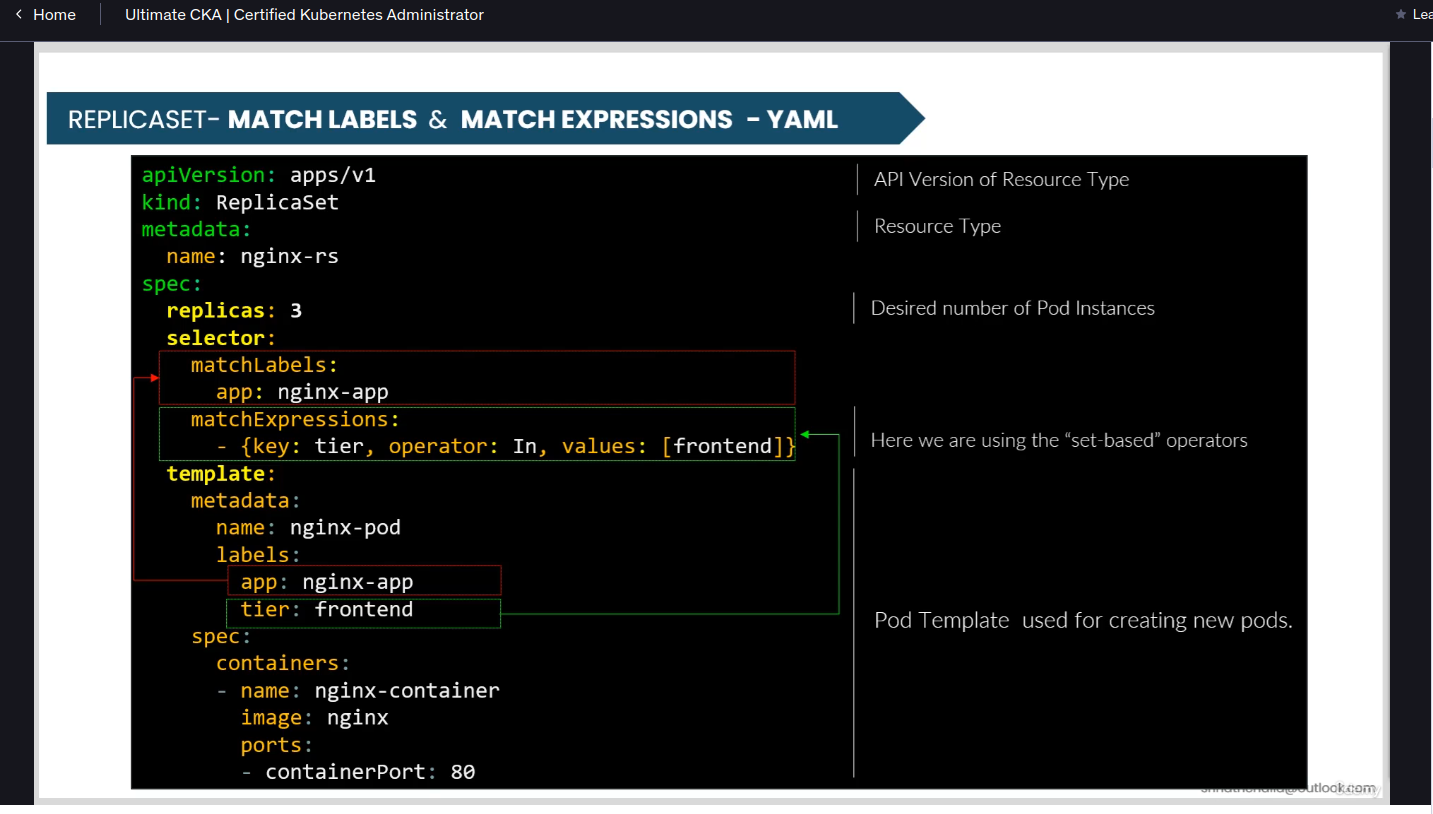 Home
Ultimate CKA | Certified Kubernetes Administrator
Lea
REPLICASET- MATCH LABELS & MATCH EXPRESSIONS - YAML
apiVersion: apps/v1
API Version of Resource Type
kind: ReplicaSet
Resource Type
metadata:
name: nginx-rs
spec:
replicas: 3
Desired number of Pod Instances
selector:
matchLabels:
app: nginx-app
matchExpressions:
- {key: tier, operator: In, values: [frontend]}
Here we are using the “set-based” operators
template:
metadata:
name: nginx-pod
labels:
app: nginx-app
tier: frontend
Pod Template used for creating new pods.
spec:
containers:
- name: nginx-container
image: nginx
ports:
- containerPort: 80